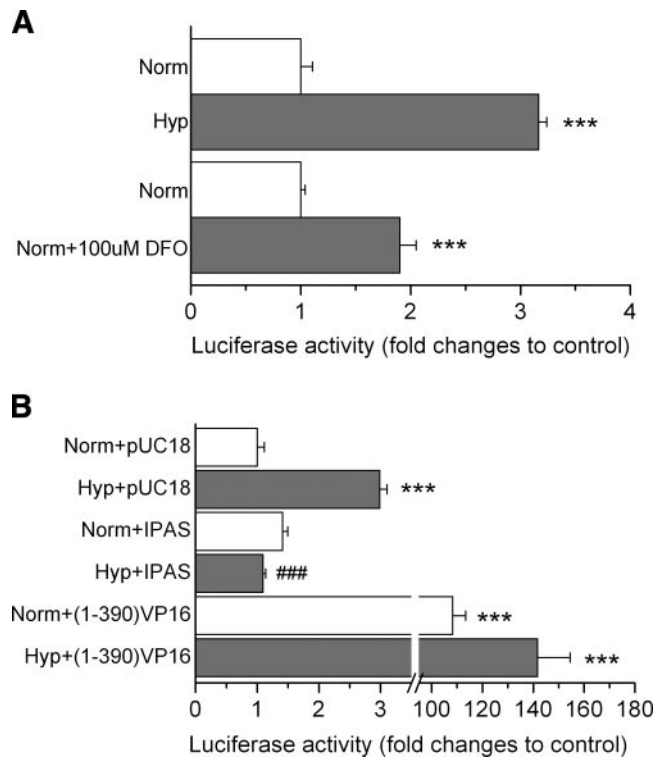 A
Norm
Hyp ***
Norm
Norm+100uM DFO ***
0 1 2 3 4
Luciferase activity (fold changes to control)
B
Norm+pUC18
Hyp+pUC18 ***
Norm+IPAS
Hyp+IPAS ###
Norm+(1-390)VP16 ***
Hyp+(1-390)VP16 ***
0 1 2 3 100 120 140 160 180
Luciferase activity (fold changes to control)